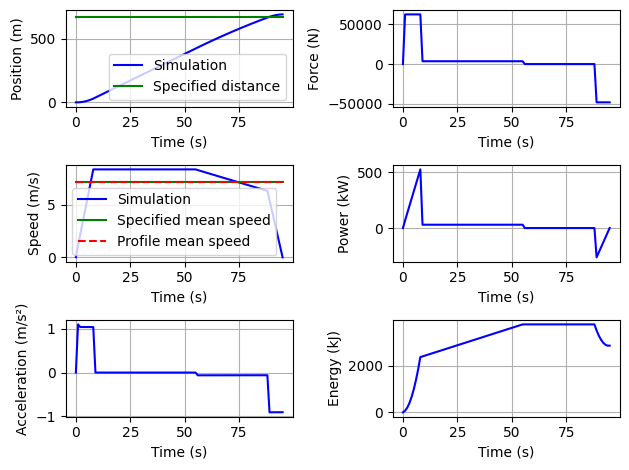 Position (m)
500
0
Simulation
Specified distance
0 25 50 75
Time (s)
Force (N)
50000
0
−50000
0 25 50 75
Time (s)
Speed (m/s)
5
0
Simulation
Specified mean speed
Profile mean speed
0 25 50 75
Time (s)
Power (kW)
500
0
0 25 50 75
Time (s)
Acceleration (m/s²)
1
0
−1
0 25 50 75
Time (s)
Energy (kJ)
2000
0
0 25 50 75
Time (s)